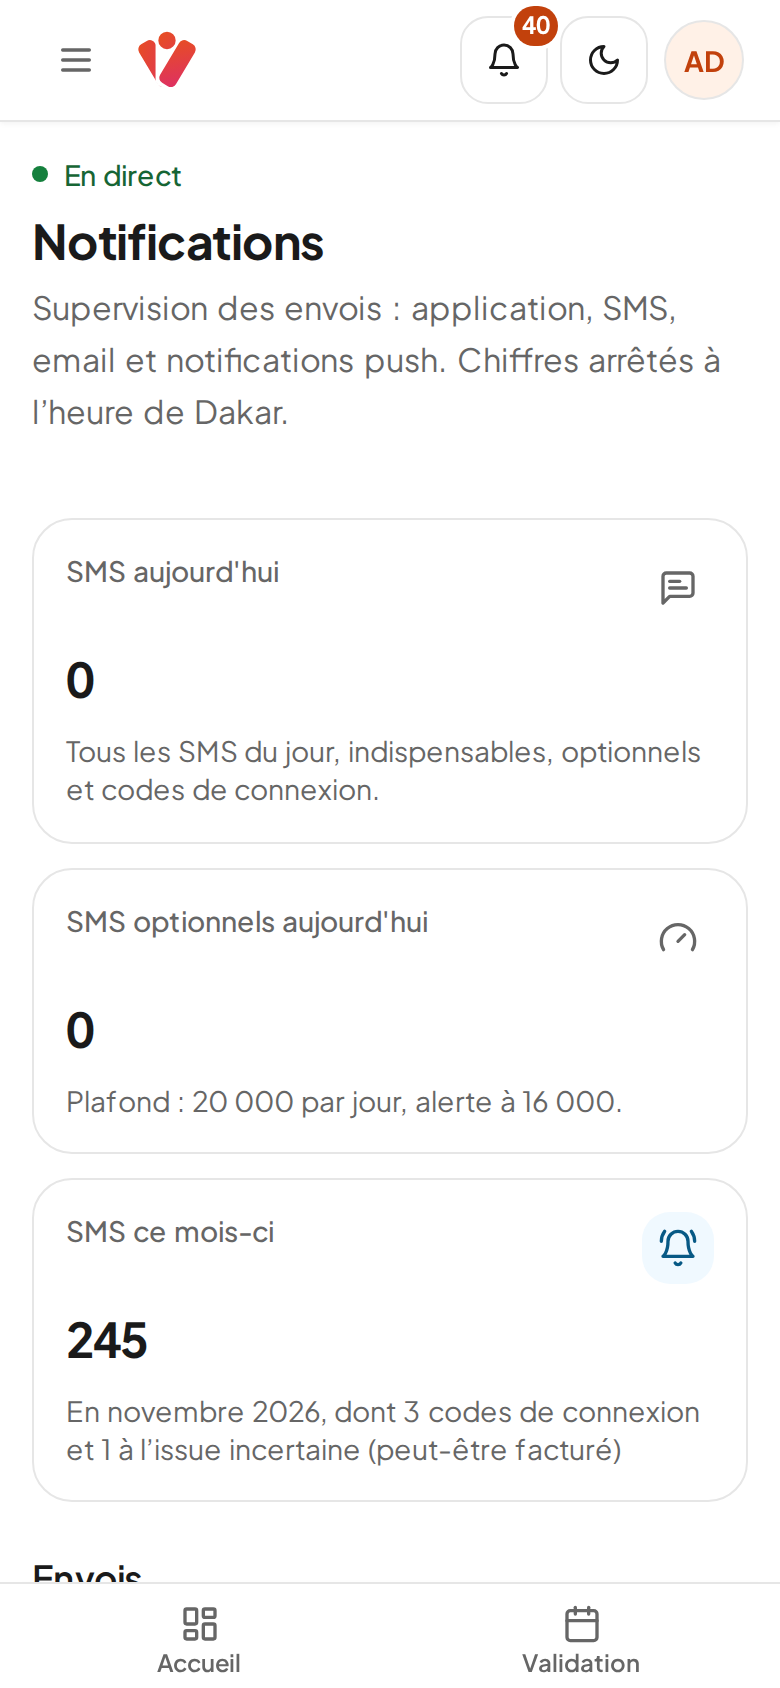 40
AD
En direct
Notifications
Supervision des envois : application, SMS,
email et notifications push. Chiffres arrêtés à
l’heure de Dakar.
SMS aujourd'hui
0
Tous les SMS du jour, indispensables, optionnels
et codes de connexion.
SMS optionnels aujourd'hui
0
Plafond : 20 000 par jour, alerte à 16 000.
SMS ce mois-ci
245
En novembre 2026, dont 3 codes de connexion
et 1 à l’issue incertaine (peut-être facturé)
Envois
Accueil
Validation